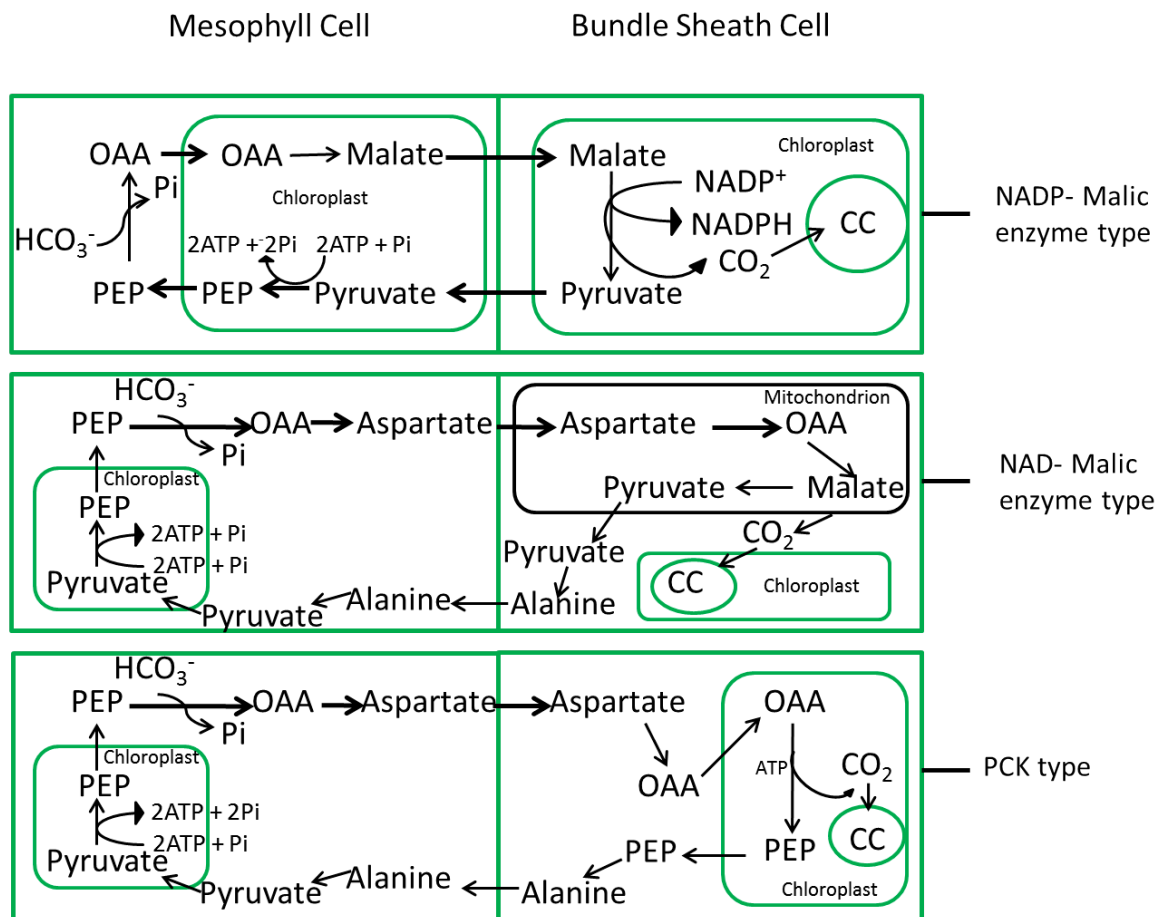 Mesophyll Cell
Bundle Sheath Cell
OAA
OAA
Malate
Malate
Chloroplast
Pi
Chloroplast
NADP⁺
NADPH
CC
NADP- Malic
enzyme type
HCO₃⁻
2ATP +⁻2Pi
2ATP + Pi
CO₂
PEP
PEP
Pyruvate
Pyruvate
HCO₃⁻
Mitochondrion
PEP
OAA
Aspartate
Aspartate
OAA
Pi
Chloroplast
PEP
Pyruvate
Malate
NAD- Malic
enzyme type
2ATP + Pi
2ATP + Pi
CO₂
Pyruvate
Pyruvate
CC
Chloroplast
Pyruvate
Alanine
Alanine
HCO₃⁻
PEP
OAA
Aspartate
Aspartate
OAA
Pi
Chloroplast
PEP
OAA
ATP
CO₂
PCK type
2ATP + 2Pi
2ATP + Pi
CC
Pyruvate
PEP
PEP
Pyruvate
Alanine
Alanine
Chloroplast